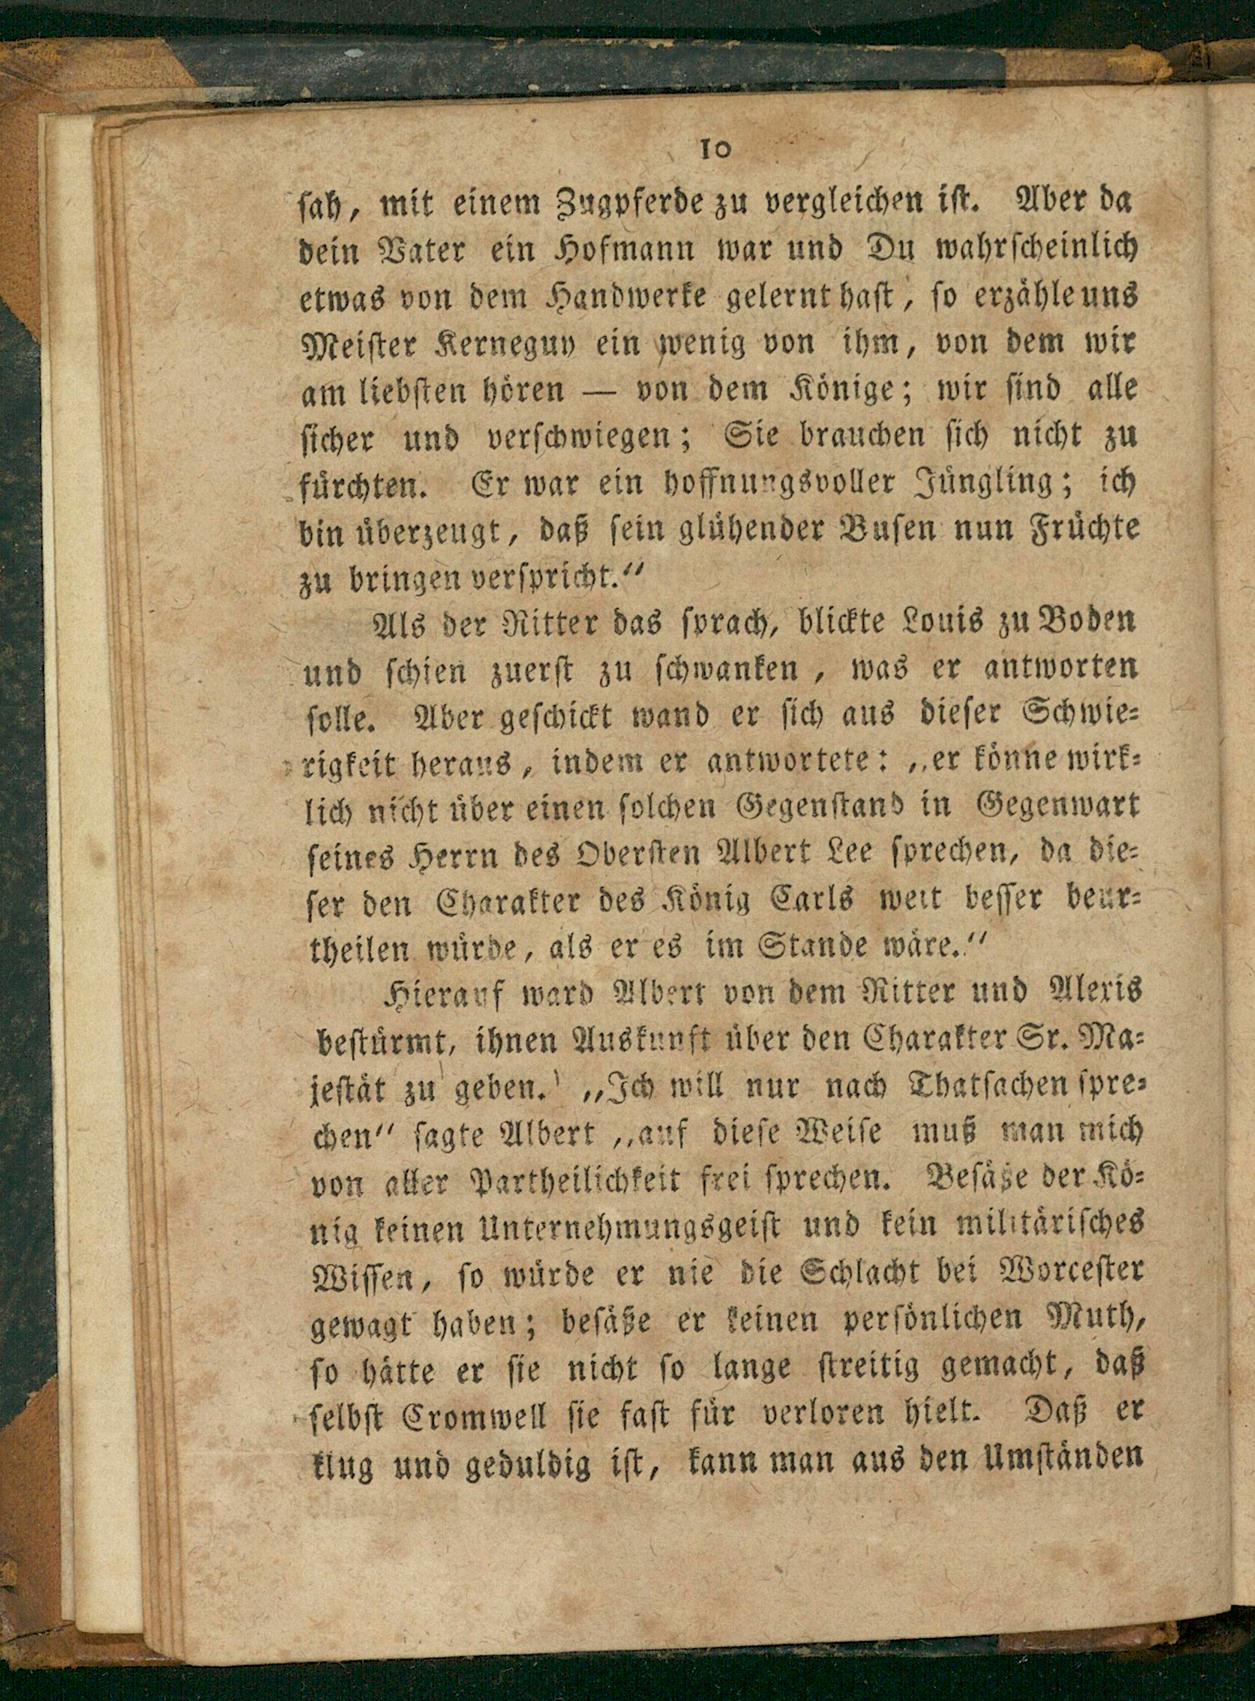 10
sah, mit einem Zugpferde zu vergleichen ist. Aber da
dein Vater ein Hofmann war und Du wahrscheinlich
etwas von dem Handwerke gelernt hast, so erzähle uns
Meister Kerneguy ein wenig von ihm, von dem wir
am liebsten hören — von dem Könige; wir sind alle
sicher und verschwiegen; Sie brauchen sich nicht zu
fürchten. Er war ein hoffnungsvoller Jüngling; ich
bin überzeugt, daß sein glühender Busen nun Früchte
zu bringen verspricht.“
Als der Ritter das sprach, blickte Louis zu Boden
und schien zuerst zu schwanken, was er antworten
solle. Aber geschickt wand er sich aus dieser Schwie-
rigkeit heraus, indem er antwortete: „er könne wirk-
lich nicht über einen solchen Gegenstand in Gegenwart
seines Herrn des Obersten Albert Lee sprechen, da die-
ser den Charakter des König Carls weit besser beur-
theilen würde, als er es im Stande wäre.“
Hierauf ward Albert von dem Ritter und Alexis
bestürmt, ihnen Auskunft über den Charakter Sr. Ma-
jestät zu geben. „Ich will nur nach Thatsachen spre-
chen“ sagte Albert „auf diese Weise muß man mich
von aller Partheilichkeit frei sprechen. Besäße der Kö-
nig keinen Unternehmungsgeist und kein militärisches
Wissen, so würde er nie die Schlacht bei Worcester
gewagt haben; besäße er keinen persönlichen Muth,
so hätte er sie nicht so lange streitig gemacht, daß
selbst Cromwell sie fast für verloren hielt. Daß er
klug und geduldig ist, kann man aus den Umständen